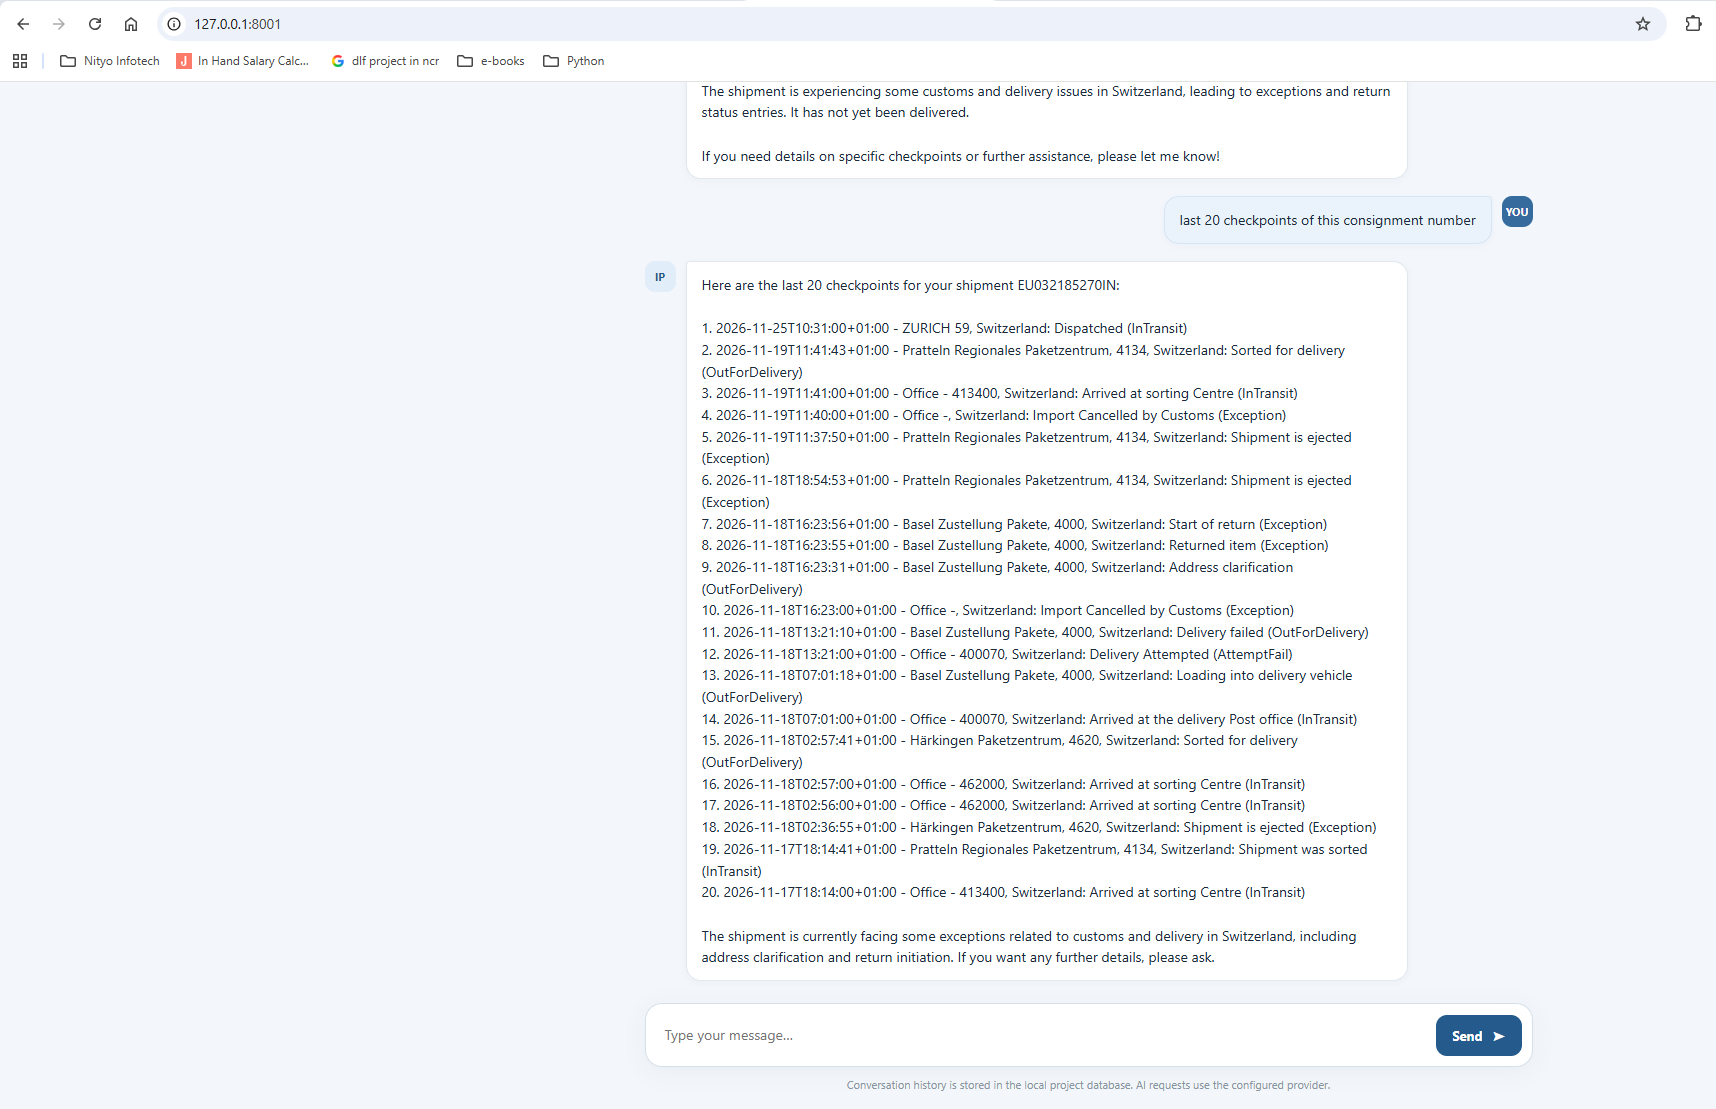 127.0.0.1:8001
Nityo Infotech
J
In Hand Salary Calc...
dlf project in ncr
e-books
Python
The shipment is experiencing some customs and delivery issues in Switzerland, leading to exceptions and return
status entries. It has not yet been delivered.
If you need details on specific checkpoints or further assistance, please let me know!
last 20 checkpoints of this consignment number
YOU
IP
Here are the last 20 checkpoints for your shipment EU032185270IN:
1. 2026-11-25T10:31:00+01:00 - ZURICH 59, Switzerland: Dispatched (InTransit)
2. 2026-11-19T11:41:43+01:00 - Pratteln Regionales Paketzentrum, 4134, Switzerland: Sorted for delivery
(OutForDelivery)
3. 2026-11-19T11:41:00+01:00 - Office - 413400, Switzerland: Arrived at sorting Centre (InTransit)
4. 2026-11-19T11:40:00+01:00 - Office -, Switzerland: Import Cancelled by Customs (Exception)
5. 2026-11-19T11:37:50+01:00 - Pratteln Regionales Paketzentrum, 4134, Switzerland: Shipment is ejected
(Exception)
6. 2026-11-18T18:54:53+01:00 - Pratteln Regionales Paketzentrum, 4134, Switzerland: Shipment is ejected
(Exception)
7. 2026-11-18T16:23:56+01:00 - Basel Zustellung Pakete, 4000, Switzerland: Start of return (Exception)
8. 2026-11-18T16:23:55+01:00 - Basel Zustellung Pakete, 4000, Switzerland: Returned item (Exception)
9. 2026-11-18T16:23:31+01:00 - Basel Zustellung Pakete, 4000, Switzerland: Address clarification
(OutForDelivery)
10. 2026-11-18T16:23:00+01:00 - Office -, Switzerland: Import Cancelled by Customs (Exception)
11. 2026-11-18T13:21:10+01:00 - Basel Zustellung Pakete, 4000, Switzerland: Delivery failed (OutForDelivery)
12. 2026-11-18T13:21:00+01:00 - Office - 400070, Switzerland: Delivery Attempted (AttemptFail)
13. 2026-11-18T07:01:18+01:00 - Basel Zustellung Pakete, 4000, Switzerland: Loading into delivery vehicle
(OutForDelivery)
14. 2026-11-18T07:01:00+01:00 - Office - 400070, Switzerland: Arrived at the delivery Post office (InTransit)
15. 2026-11-18T02:57:41+01:00 - Härkingen Paketzentrum, 4620, Switzerland: Sorted for delivery
(OutForDelivery)
16. 2026-11-18T02:57:00+01:00 - Office - 462000, Switzerland: Arrived at sorting Centre (InTransit)
17. 2026-11-18T02:56:00+01:00 - Office - 462000, Switzerland: Arrived at sorting Centre (InTransit)
18. 2026-11-18T02:36:55+01:00 - Härkingen Paketzentrum, 4620, Switzerland: Shipment is ejected (Exception)
19. 2026-11-17T18:14:41+01:00 - Pratteln Regionales Paketzentrum, 4134, Switzerland: Shipment was sorted
(InTransit)
20. 2026-11-17T18:14:00+01:00 - Office - 413400, Switzerland: Arrived at sorting Centre (InTransit)
The shipment is currently facing some exceptions related to customs and delivery in Switzerland, including
address clarification and return initiation. If you want any further details, please ask.
Type your message...
Send
Conversation history is stored in the local project database. AI requests use the configured provider.